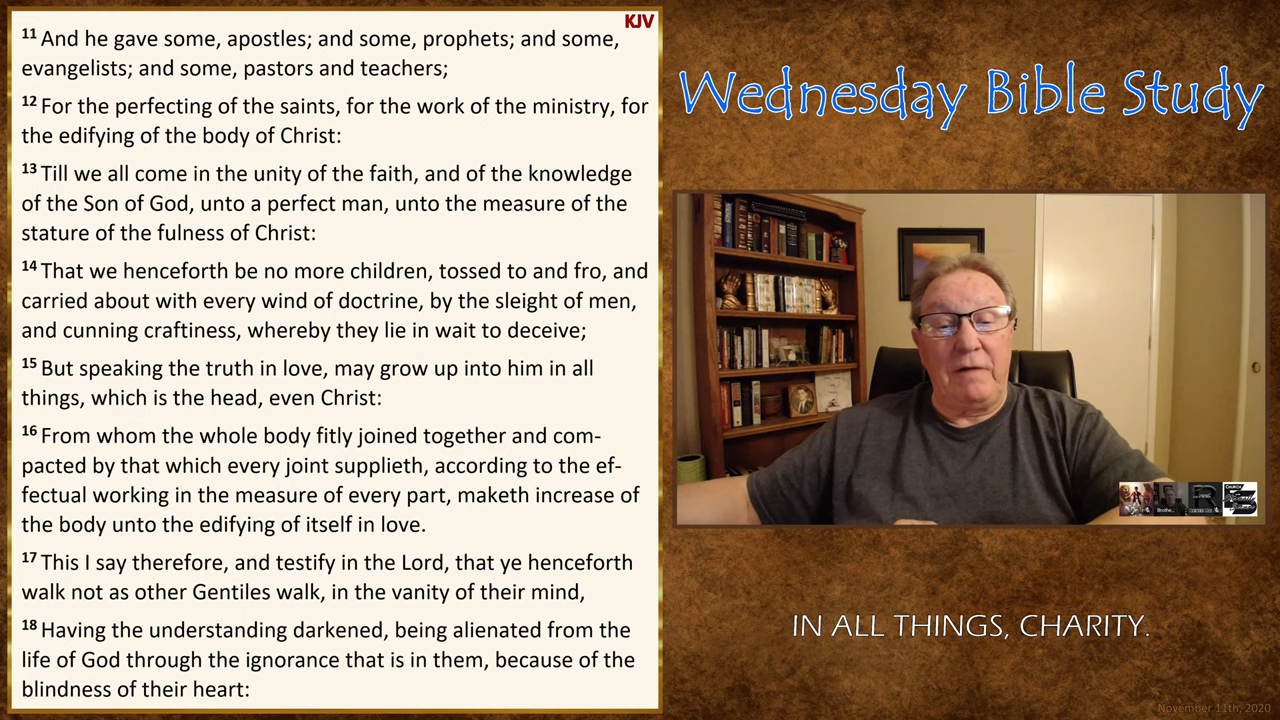 KJV
11 And he gave some, apostles; and some, prophets; and some,
evangelists; and some, pastors and teachers;
12 For the perfecting of the saints, for the work of the ministry, for
the edifying of the body of Christ:
13 Till we all come in the unity of the faith, and of the knowledge
of the Son of God, unto a perfect man, unto the measure of the
stature of the fulness of Christ:
14 That we henceforth be no more children, tossed to and fro, and
carried about with every wind of doctrine, by the sleight of men,
and cunning craftiness, whereby they lie in wait to deceive;
15 But speaking the truth in love, may grow up into him in all
things, which is the head, even Christ:
16 From whom the whole body fitly joined together and com-
pacted by that which every joint supplieth, according to the ef-
fectual working in the measure of every part, maketh increase of
the body unto the edifying of itself in love.
17 This I say therefore, and testify in the Lord, that ye henceforth
walk not as other Gentiles walk, in the vanity of their mind,
18 Having the understanding darkened, being alienated from the
life of God through the ignorance that is in them, because of the
blindness of their heart:
Wednesday Bible Study
Brothe...
CHURCH
IN ALL THINGS, CHARITY.
November 11th, 2020